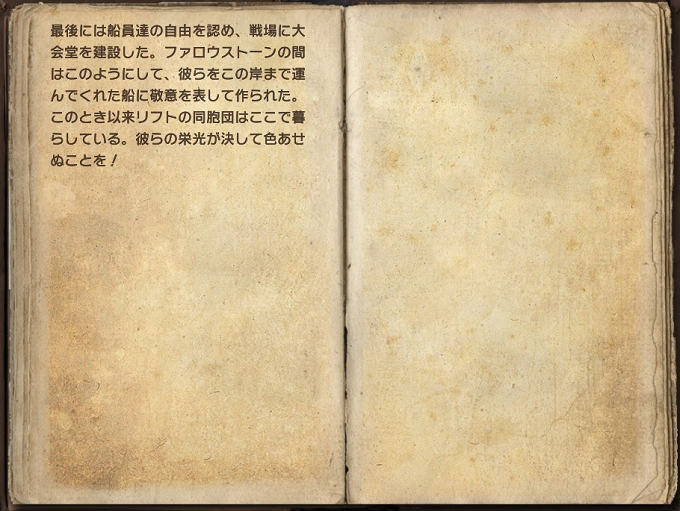 最後には船員達の自由を認め、戦場に大
会堂を建設した。ファロウストーンの間
はこのようにして、彼らをこの岸まで運
んでくれた船に敬意を表して作られた。
このとき以来リフトの同胞団はここで暮
らしている。彼らの栄光が決して色あせ
ぬことを！